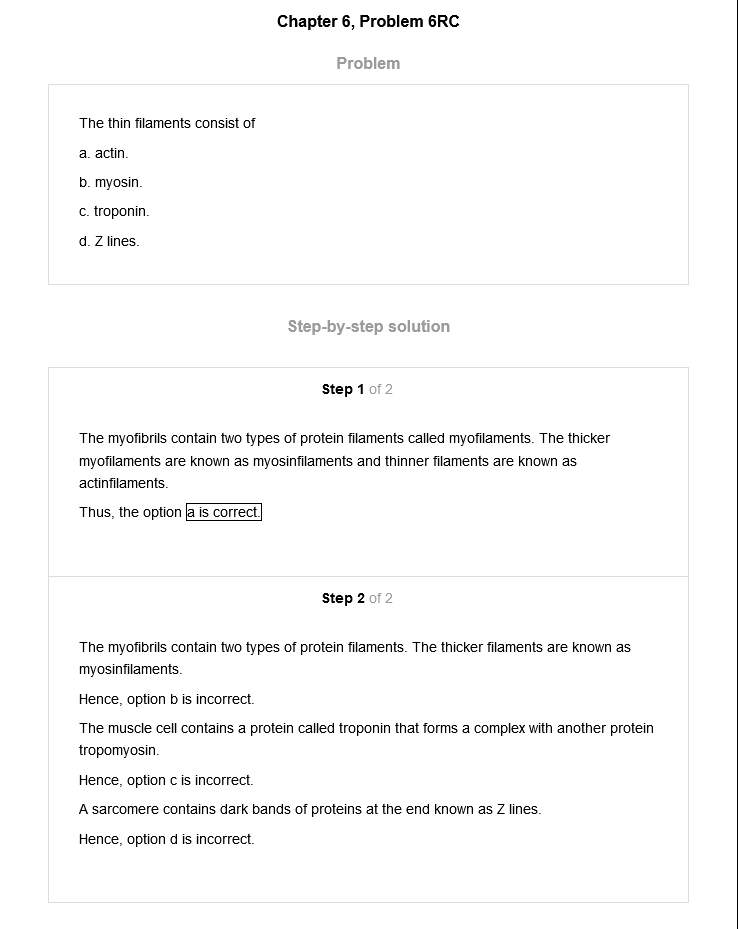 Chapter 6, Problem 6RC
Problem
The thin filaments consist of
a. actin.
b. myosin.
c. troponin.
d. Z lines.
Step-by-step solution
Step 1 of 2
The myofibrils contain two types of protein filaments called myofilaments. The thicker
myofilaments are known as myosinfilaments and thinner filaments are known as
actinfilaments.
Thus, the option a is correct.
Step 2 of 2
The myofibrils contain two types of protein filaments. The thicker filaments are known as
myosinfilaments.
Hence, option b is incorrect.
The muscle cell contains a protein called troponin that forms a complex with another protein
tropomyosin.
Hence, option c is incorrect.
A sarcomere contains dark bands of proteins at the end known as Z lines.
Hence, option d is incorrect.